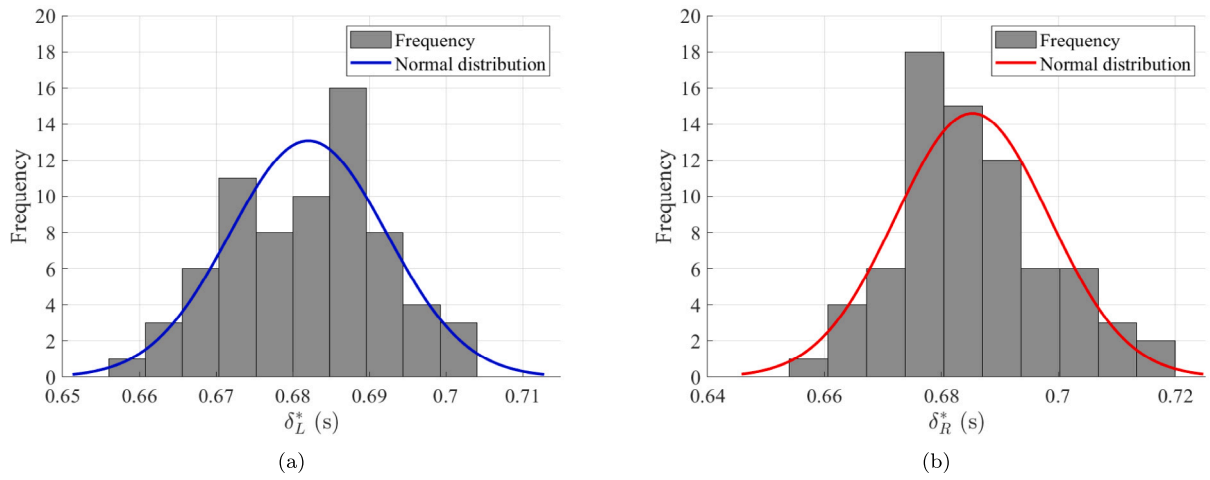 20
18
16
14
12
10
8
6
4
2
0
Frequency
Frequency
Normal distribution
0.65 0.66 0.67 0.68 0.69 0.7 0.71
δ*L (s)
(a)
20
18
16
14
12
10
8
6
4
2
0
Frequency
Frequency
Normal distribution
0.64 0.66 0.68 0.7 0.72
δ*R (s)
(b)